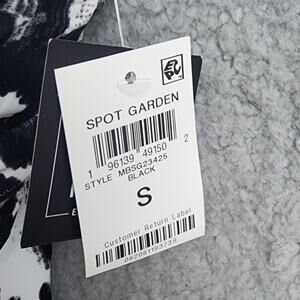 SPOT GARDEN
1 96139 49150 2
STYLE MBSG23425
BLACK
S
Customer Return Label